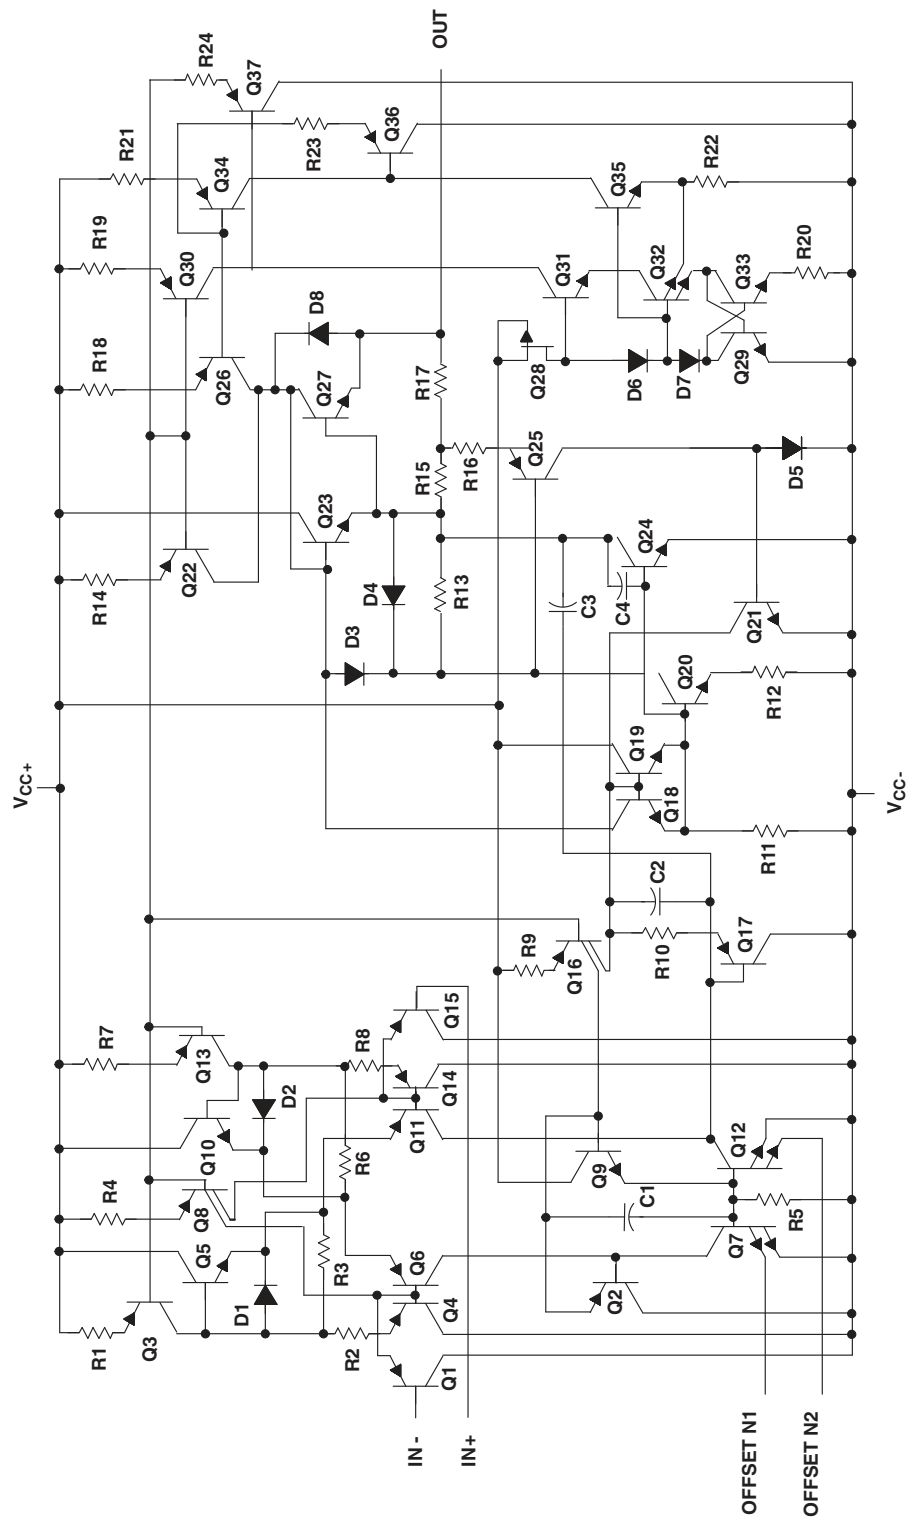 VCC+
R1
R4
R7
R14
R18
R19
R21
R24
Q3
Q5
Q8
Q10
Q13
Q22
Q26
Q30
Q34
Q37
D1
D2
D8
R23
Q36
Q23
Q27
D3
D4
R2
R3
R6
R8
R13
R15
R17
OUT
IN -
IN+
Q1
Q4
Q6
Q11
Q14
Q15
R9
Q16
R16
Q25
Q28
Q31
Q35
C3
C4
Q24
Q2
Q9
C1
Q7
R5
Q12
C2
R10
Q17
Q18
Q19
Q20
Q21
R11
R12
D5
D6
D7
Q32
Q29
Q33
R20
R22
OFFSET N1
OFFSET N2
VCC-